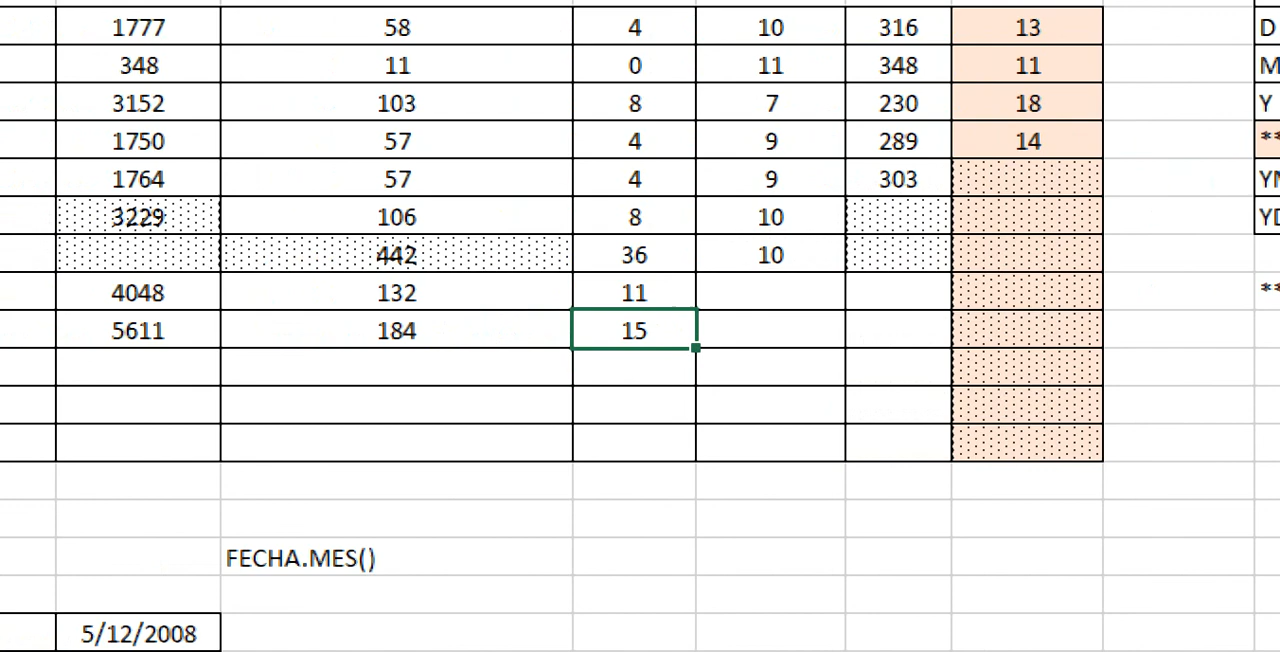 1777 58 4 10 316 13 D
348 11 0 11 348 11 M
3152 103 8 7 230 18 Y
1750 57 4 9 289 14 **
1764 57 4 9 303 YM
3229 106 8 10 YD
442 36 10
4048 132 11 **
5611 184 15
FECHA.MES()
5/12/2008